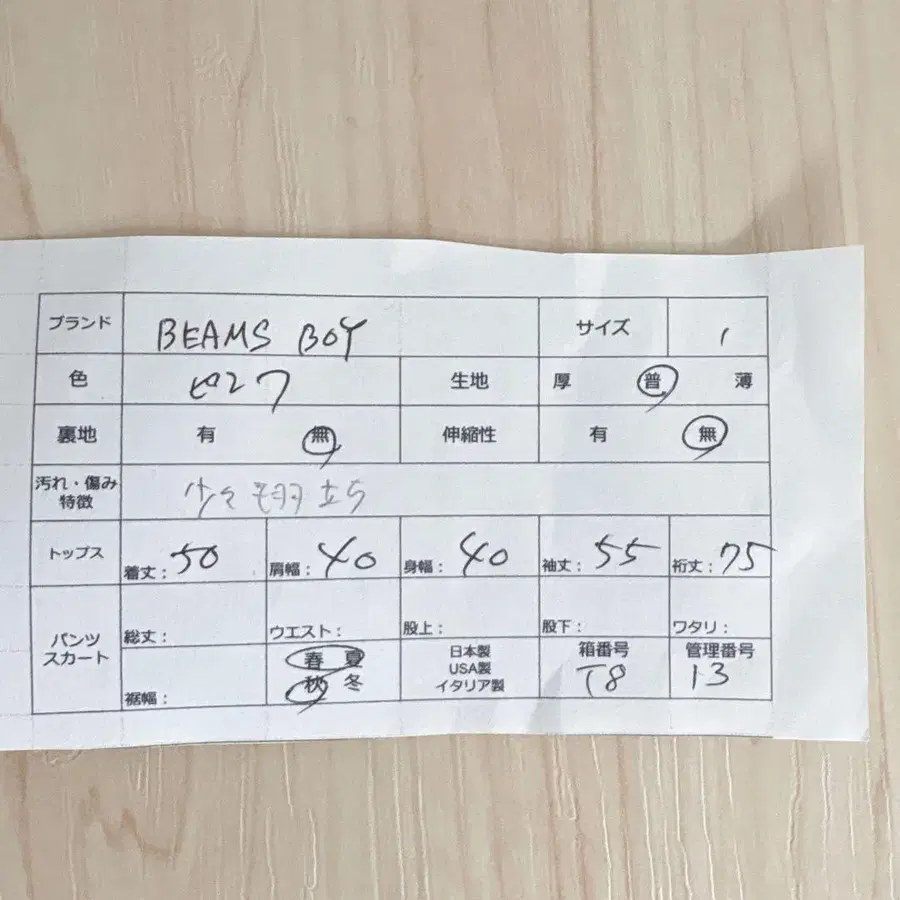 ブランド BEAMS BOY サイズ 1
色 ピンク 生地 厚 普 薄
裏地 有 無 伸縮性 有 無
汚れ・傷み
特徴 少々毛羽立ち
トップス 着丈：50 肩幅：40 身幅：40 袖丈：55 裄丈：75
パンツ
スカート
総丈： ウエスト： 股上： 股下： ワタリ：
裾幅：
春 夏
秋 冬
日本製
USA製
イタリア製
箱番号
T8
管理番号
13